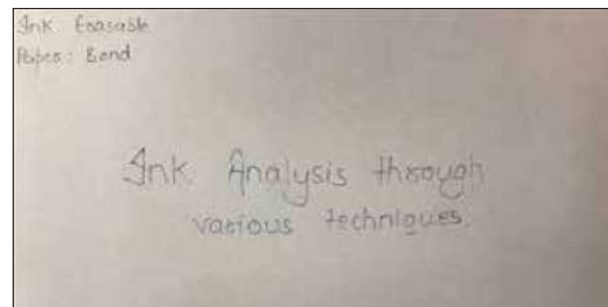 Ink Erasable
Paper: Bond
Ink Analysis through
various techniques.